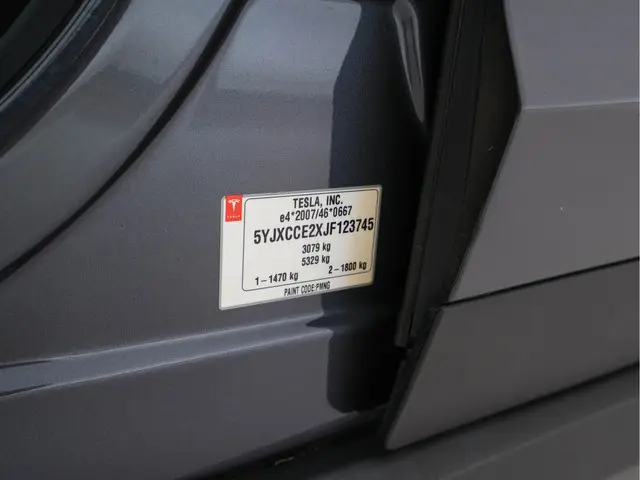 TESLA, INC.
e4*2007/46*0667
5YJXCCE2XJF123745
3079 kg
5329 kg
1-1470 kg 2-1800 kg
PAINT CODE:PMNG
TESLA